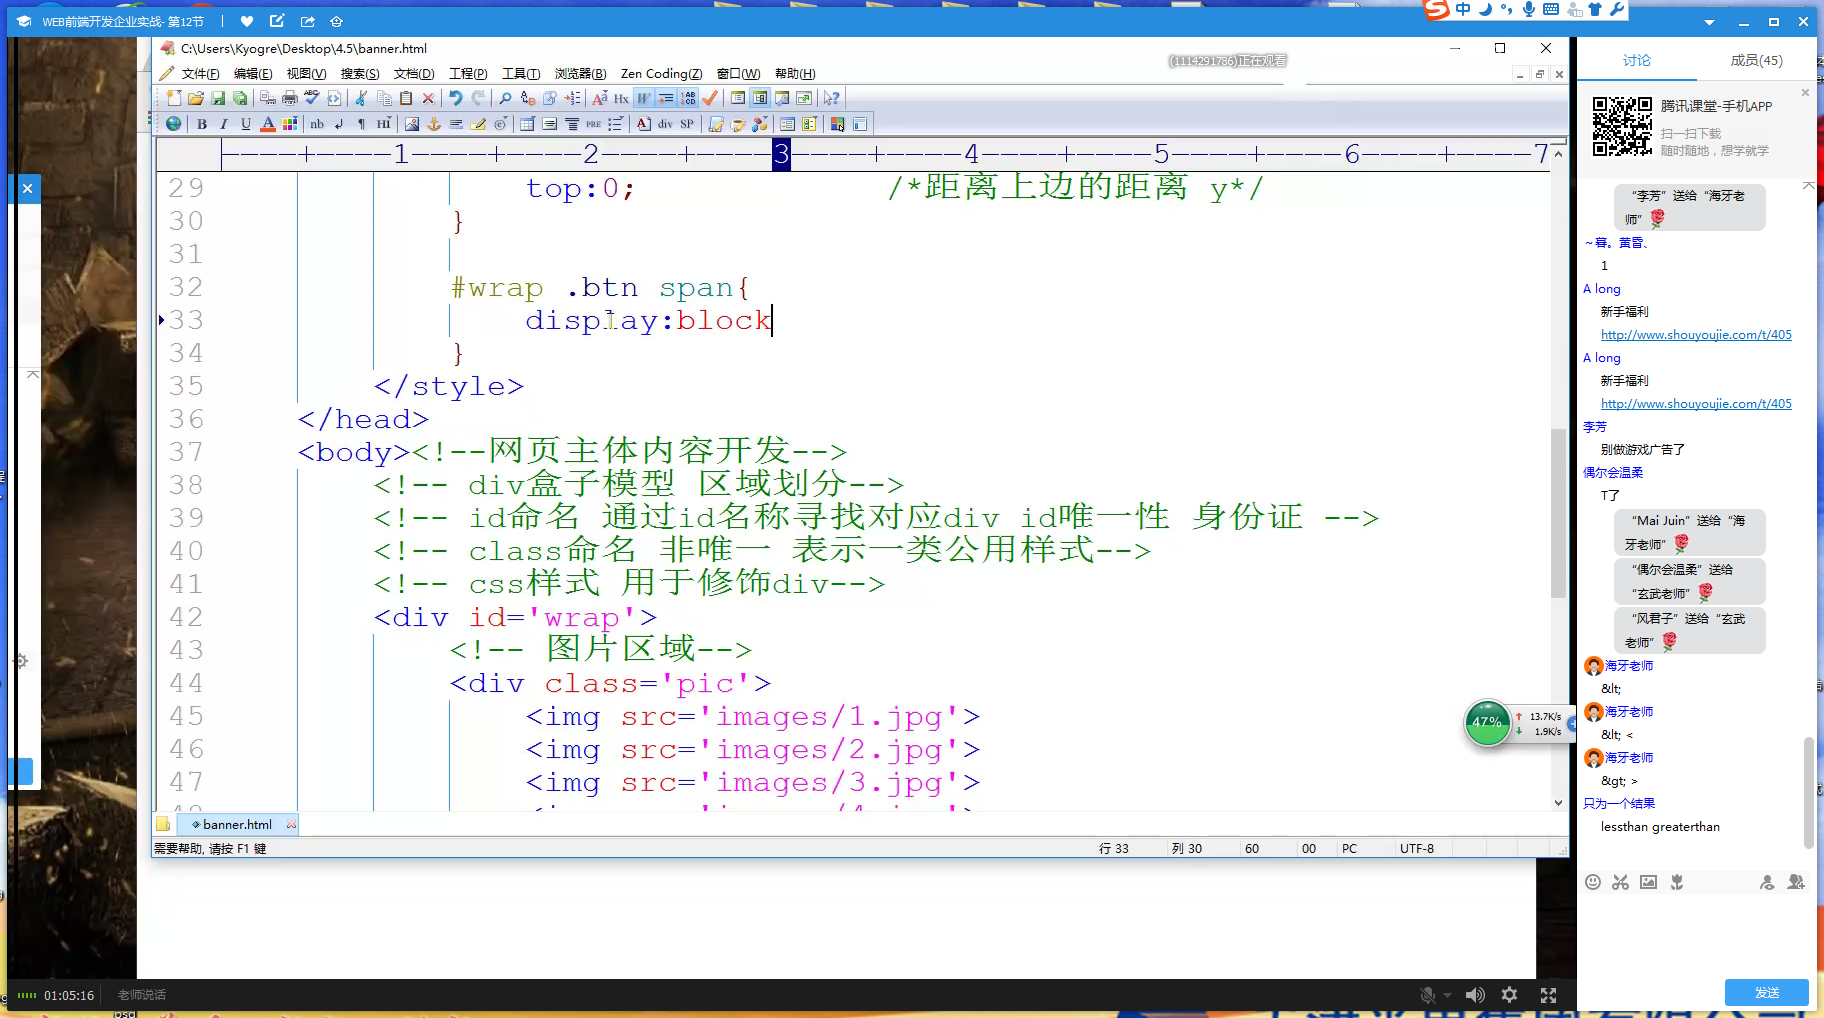 WEB前端开发企业实战- 第12节
中
C:\Users\Kyogre\Desktop\4.5\banner.html
(1114291786)正在观看
文件(F) 编辑(E) 视图(V) 搜索(S) 文档(D) 工程(P) 工具(T) 浏览器(B) Zen Coding(Z) 窗口(W) 帮助(H)
B I U A nb ¶ HI PRE A div SP
----+----1----+----2----+----3----+----4----+----5----+----6----+----7
29 top:0; /*距离上边的距离 y*/
30 }
31
32 #wrap .btn span{
33 display:block
34 }
35 </style>
36 </head>
37 <body><!--网页主体内容开发-->
38 <!-- div盒子模型 区域划分-->
39 <!-- id命名 通过id名称寻找对应div id唯一性 身份证 -->
40 <!-- class命名 非唯一 表示一类公用样式-->
41 <!-- css样式 用于修饰div-->
42 <div id='wrap'>
43 <!-- 图片区域-->
44 <div class='pic'>
45 <img src='images/1.jpg'>
46 <img src='images/2.jpg'>
47 <img src='images/3.jpg'>
banner.html
需要帮助, 请按 F1 键 行 33 列 30 60 00 PC UTF-8
47% 13.7K/s
1.9K/s
01:05:16 老师说话
讨论 成员(45)
腾讯课堂-手机APP
扫一扫下载
随时随地，想学就学
“李芳”送给“海牙老
师”
～暮。黄昏、
1
A long
新手福利
http://www.shouyoujie.com/t/405
A long
新手福利
http://www.shouyoujie.com/t/405
李芳
别做游戏广告了
偶尔会温柔
T了
“Mai Juin”送给“海
牙老师”
“偶尔会温柔”送给
“玄武老师”
“风君子”送给“玄武
老师”
海牙老师
&lt;
海牙老师
&lt; <
海牙老师
&gt; >
只为一个结果
lessthan greaterthan
发送